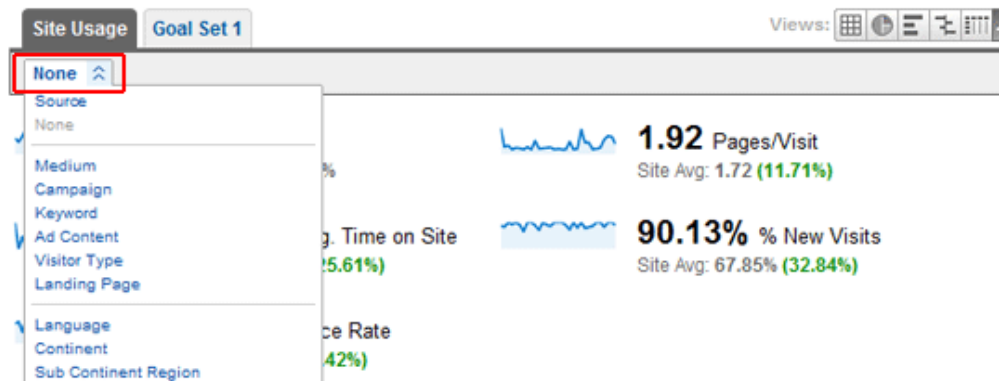 Site Usage Goal Set 1 Views:
None
Source
None
Medium
Campaign
Keyword
Ad Content
Visitor Type
Landing Page
Language
Continent
Sub Continent Region
%
Time on Site
25.61%)
Rate
.42%)
1.92 Pages/Visit
Site Avg: 1.72 (11.71%)
90.13% % New Visits
Site Avg: 67.85% (32.84%)